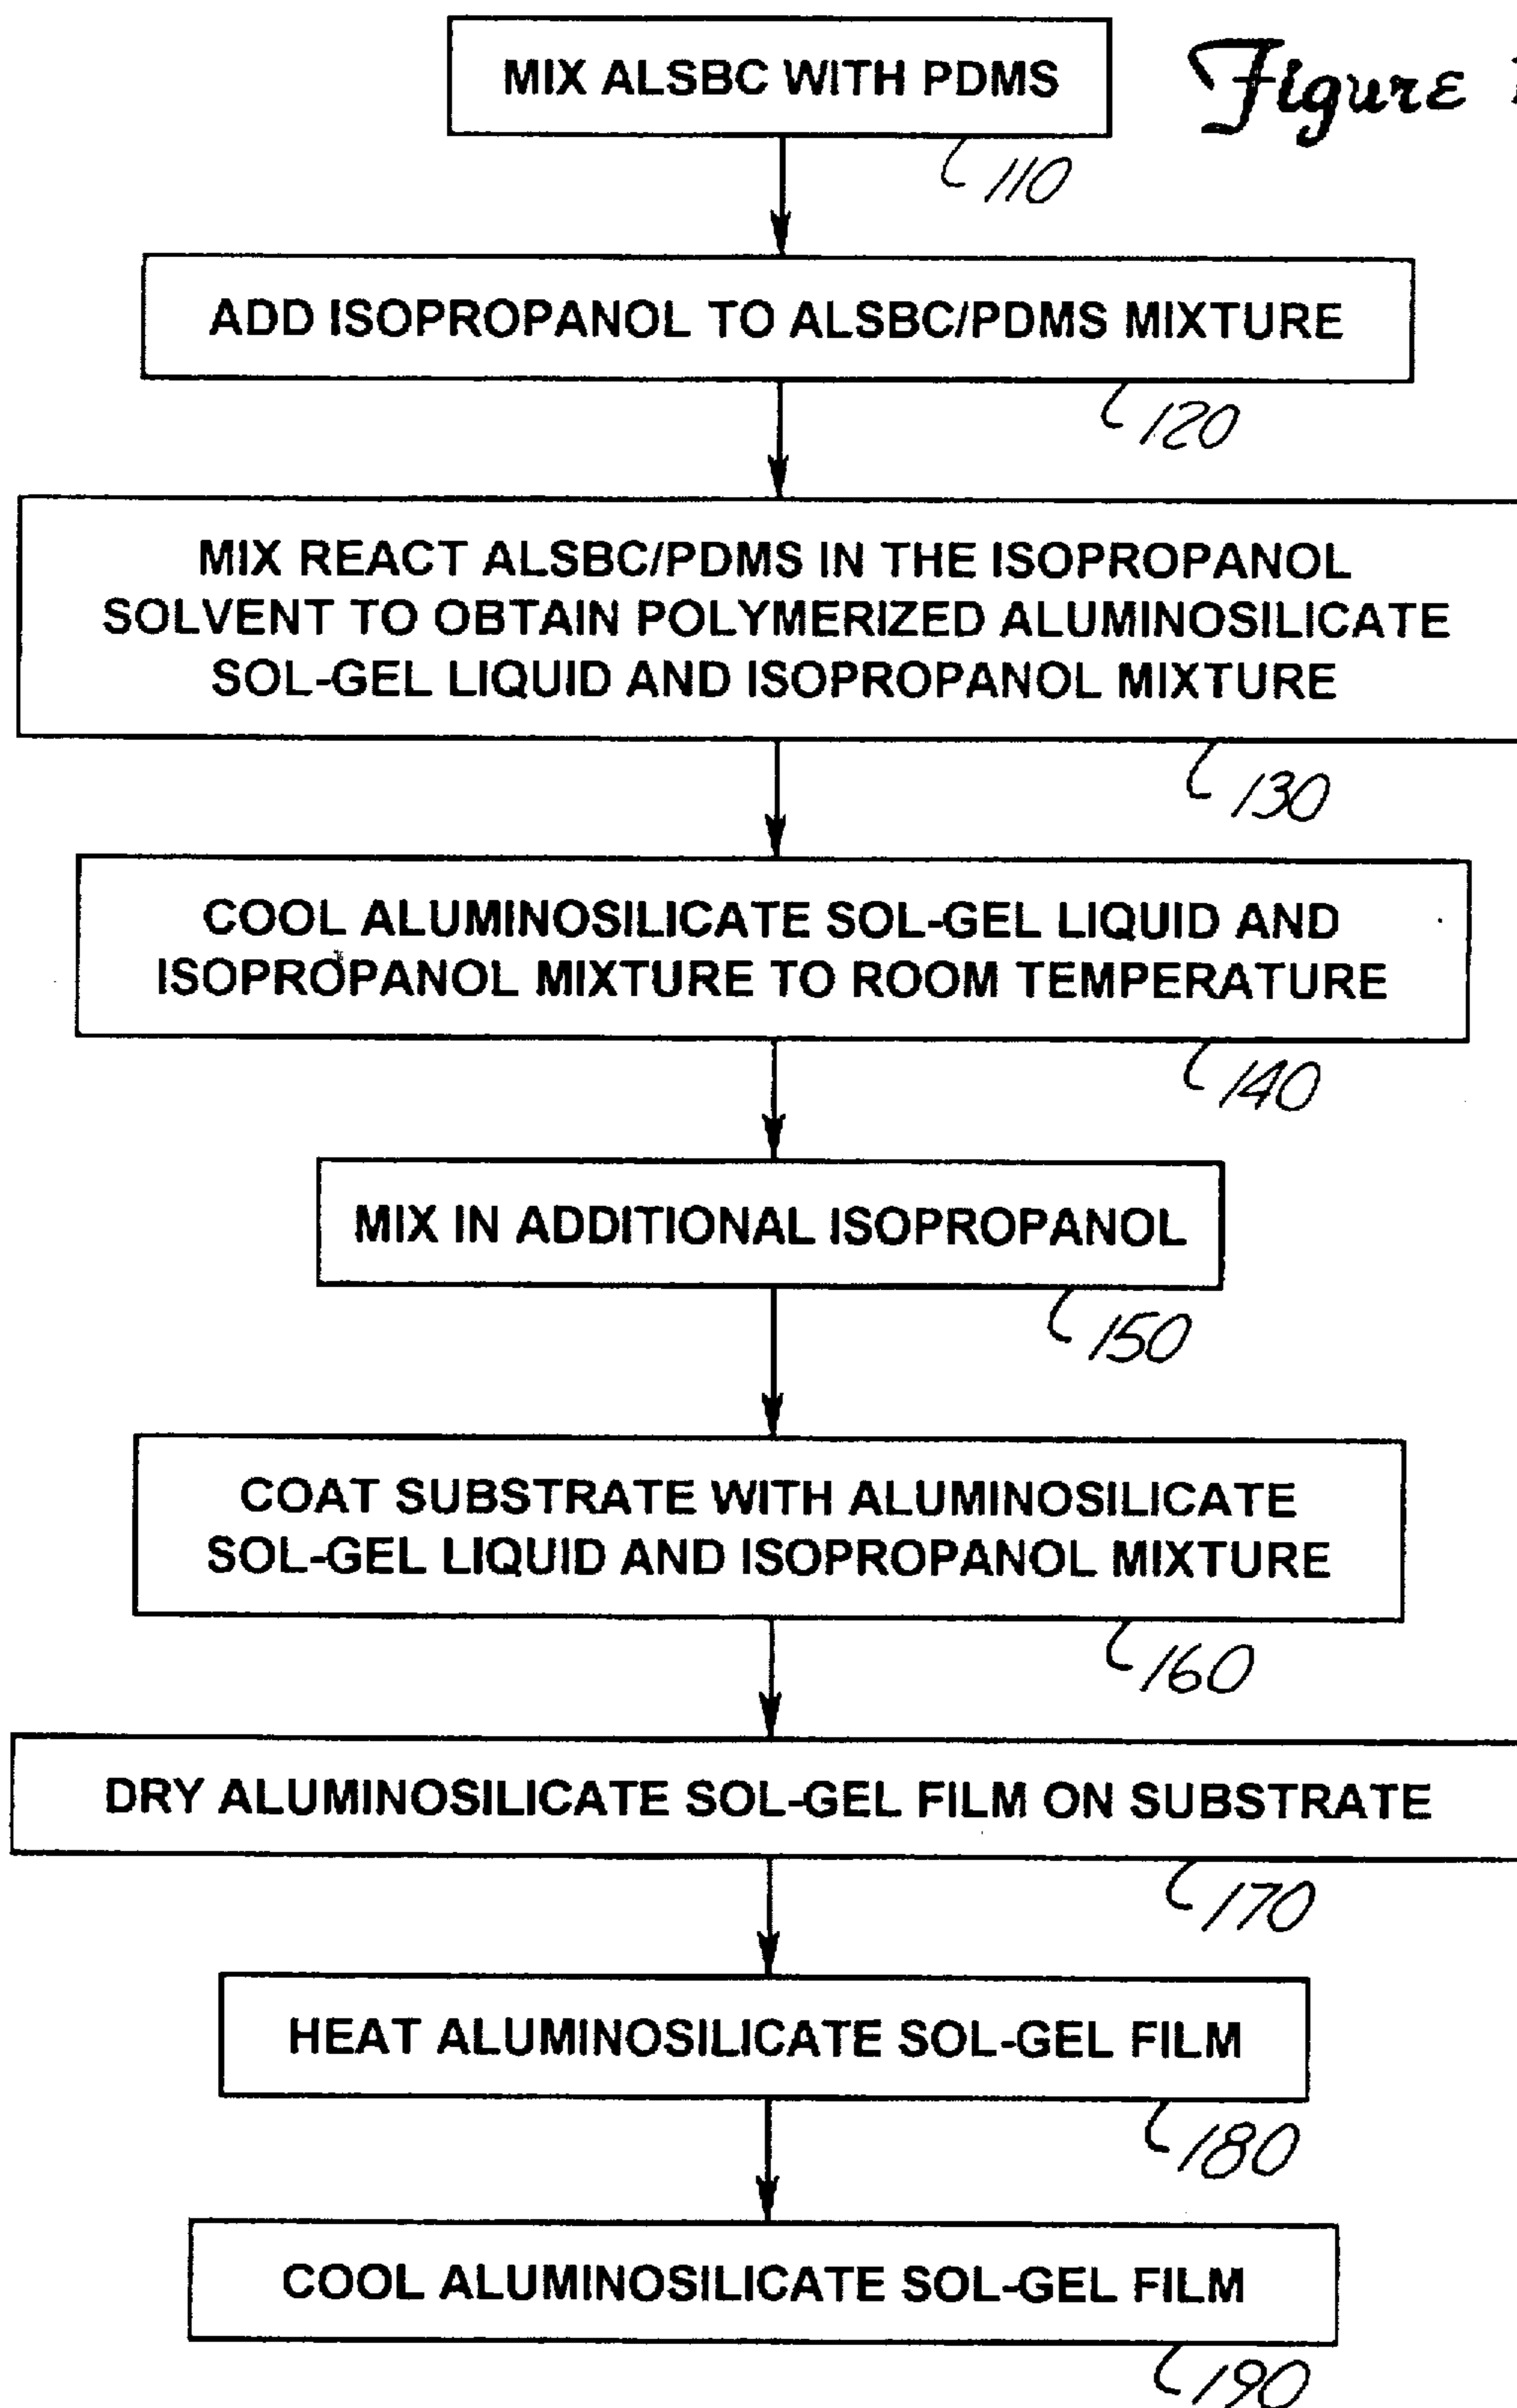 Figure
MIX ALSBC WITH PDMS
110
ADD ISOPROPANOL TO ALSBC/PDMS MIXTURE
120
MIX REACT ALSBC/PDMS IN THE ISOPROPANOL
SOLVENT TO OBTAIN POLYMERIZED ALUMINOSILICATE
SOL-GEL LIQUID AND ISOPROPANOL MIXTURE
130
COOL ALUMINOSILICATE SOL-GEL LIQUID AND
ISOPROPANOL MIXTURE TO ROOM TEMPERATURE
140
MIX IN ADDITIONAL ISOPROPANOL
150
COAT SUBSTRATE WITH ALUMINOSILICATE
SOL-GEL LIQUID AND ISOPROPANOL MIXTURE
160
DRY ALUMINOSILICATE SOL-GEL FILM ON SUBSTRATE
170
HEAT ALUMINOSILICATE SOL-GEL FILM
180
COOL ALUMINOSILICATE SOL-GEL FILM
190